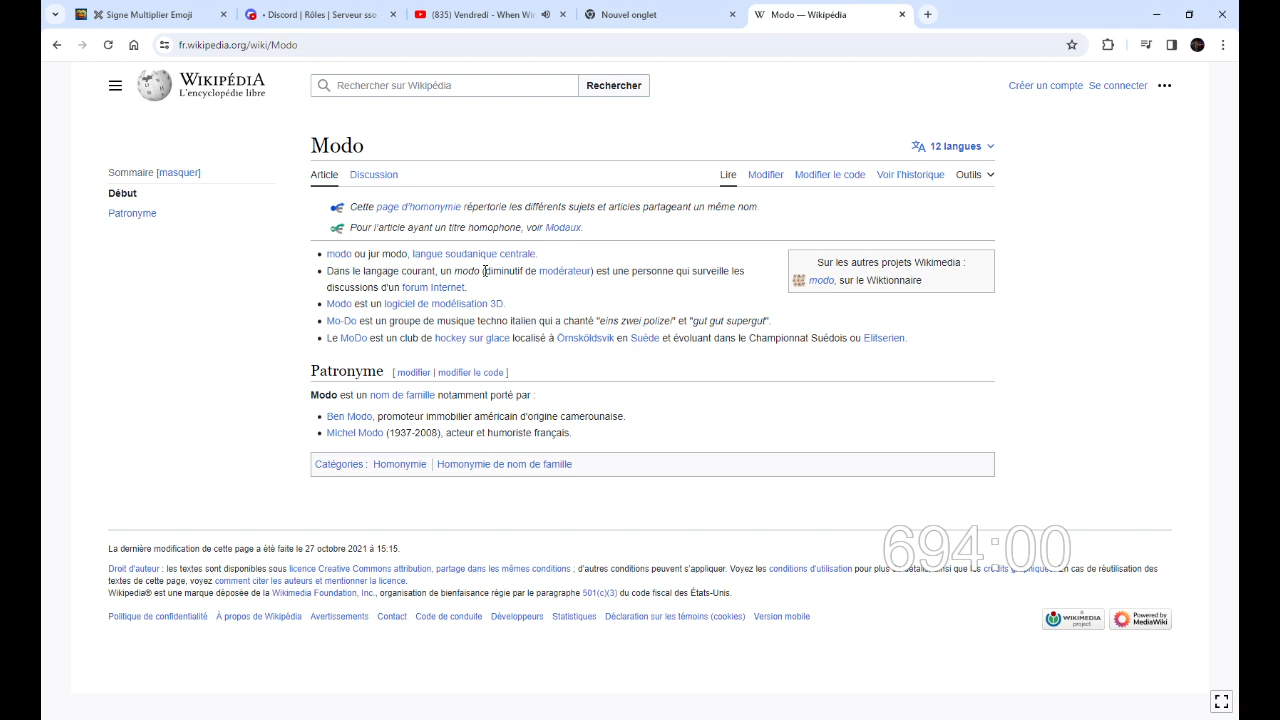 Signe Multiplier Emoji
• Discord | Rôles | Serveur sso
(835) Vendredi - When Wi
Nouvel onglet
W Modo — Wikipédia
fr.wikipedia.org/wiki/Modo
WIKIPÉDIA
L'encyclopédie libre
Rechercher sur Wikipédia
Rechercher
Créer un compte Se connecter
Modo
12 langues
Sommaire [masquer]
Début
Patronyme
Article Discussion
Lire Modifier Modifier le code Voir l'historique Outils
Cette page d'homonymie répertorie les différents sujets et articles partageant un même nom.
Pour l'article ayant un titre homophone, voir Modaux.
• modo ou jur modo, langue soudanique centrale.
• Dans le langage courant, un modo (diminutif de modérateur) est une personne qui surveille les
discussions d'un forum Internet.
• Modo est un logiciel de modélisation 3D.
• Mo-Do est un groupe de musique techno italien qui a chanté "eins zwei polizei" et "gut gut supergut".
• Le MoDo est un club de hockey sur glace localisé à Örnsköldsvik en Suède et évoluant dans le Championnat Suédois ou Elitserien.
Sur les autres projets Wikimedia :
modo, sur le Wiktionnaire
Patronyme [ modifier | modifier le code ]
Modo est un nom de famille notamment porté par :
• Ben Modo, promoteur immobilier américain d'origine camerounaise.
• Michel Modo (1937-2008), acteur et humoriste français.
Catégories : Homonymie | Homonymie de nom de famille
694:00
La dernière modification de cette page a été faite le 27 octobre 2021 à 15:15.
Droit d'auteur : les textes sont disponibles sous licence Creative Commons attribution, partage dans les mêmes conditions ; d'autres conditions peuvent s'appliquer. Voyez les conditions d'utilisation pour plus de détails, ainsi que les crédits graphiques. En cas de réutilisation des
textes de cette page, voyez comment citer les auteurs et mentionner la licence.
Wikipedia® est une marque déposée de la Wikimedia Foundation, Inc., organisation de bienfaisance régie par le paragraphe 501(c)(3) du code fiscal des États-Unis.
Politique de confidentialité À propos de Wikipédia Avertissements Contact Code de conduite Développeurs Statistiques Déclaration sur les témoins (cookies) Version mobile
a WIKIMEDIA project
Powered by MediaWiki